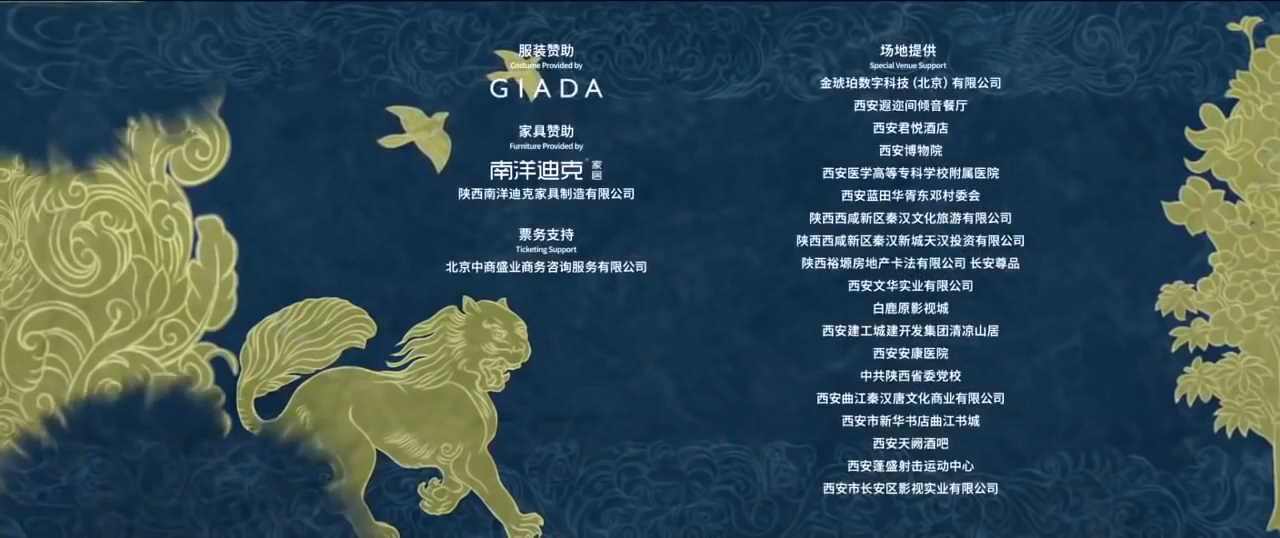 服装赞助
Costume Provided by
GIADA
家具赞助
Furniture Provided by
南洋迪克 家居
陕西南洋迪克家具制造有限公司
票务支持
Ticketing Support
北京中商盛业商务咨询服务有限公司
场地提供
Special Venue Support
金琥珀数字科技（北京）有限公司
西安遐迩间倾音餐厅
西安君悦酒店
西安博物院
西安医学高等专科学校附属医院
西安蓝田华胥东邓村委会
陕西西咸新区秦汉文化旅游有限公司
陕西西咸新区秦汉新城天汉投资有限公司
陕西裕塬房地产卡法有限公司 长安尊品
西安文华实业有限公司
白鹿原影视城
西安建工城建开发集团清凉山居
西安安康医院
中共陕西省委党校
西安曲江秦汉唐文化商业有限公司
西安市新华书店曲江书城
西安天阙酒吧
西安蓬盛射击运动中心
西安市长安区影视实业有限公司